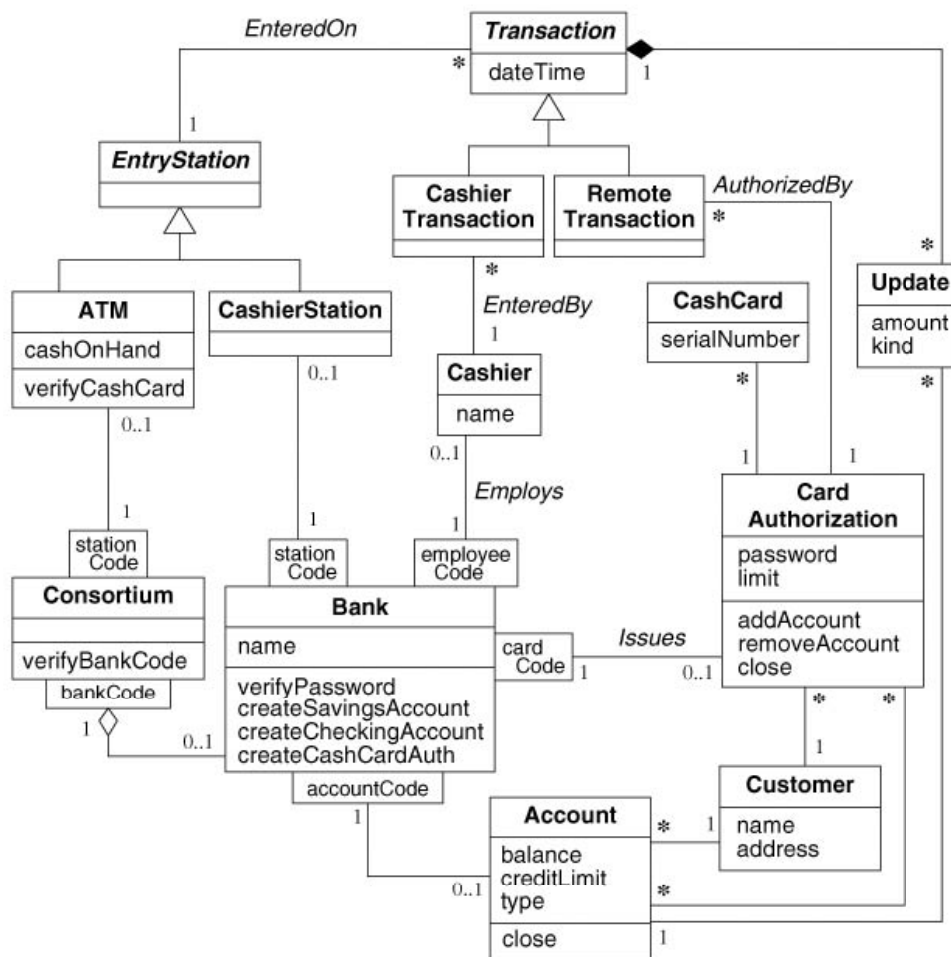 EnteredOn
Transaction
dateTime
*
1
1
EntryStation
Cashier
Transaction
Remote
Transaction
AuthorizedBy
*
*
*
ATM
cashOnHand
verifyCashCard
CashierStation
EnteredBy
CashCard
serialNumber
Update
amount
kind
0..1
1
*
*
0..1
Cashier
name
0..1
1
1
Employs
Card
Authorization
password
limit
addAccount
removeAccount
close
1
1
1
station
Code
station
Code
employee
Code
Consortium
verifyBankCode
bankCode
Bank
name
verifyPassword
createSavingsAccount
createCheckingAccount
createCashCardAuth
card
Code
Issues
1
0..1
*
*
1
0..1
1
accountCode
Customer
name
address
1
Account
balance
creditLimit
type
close
*
1
0..1
*
1